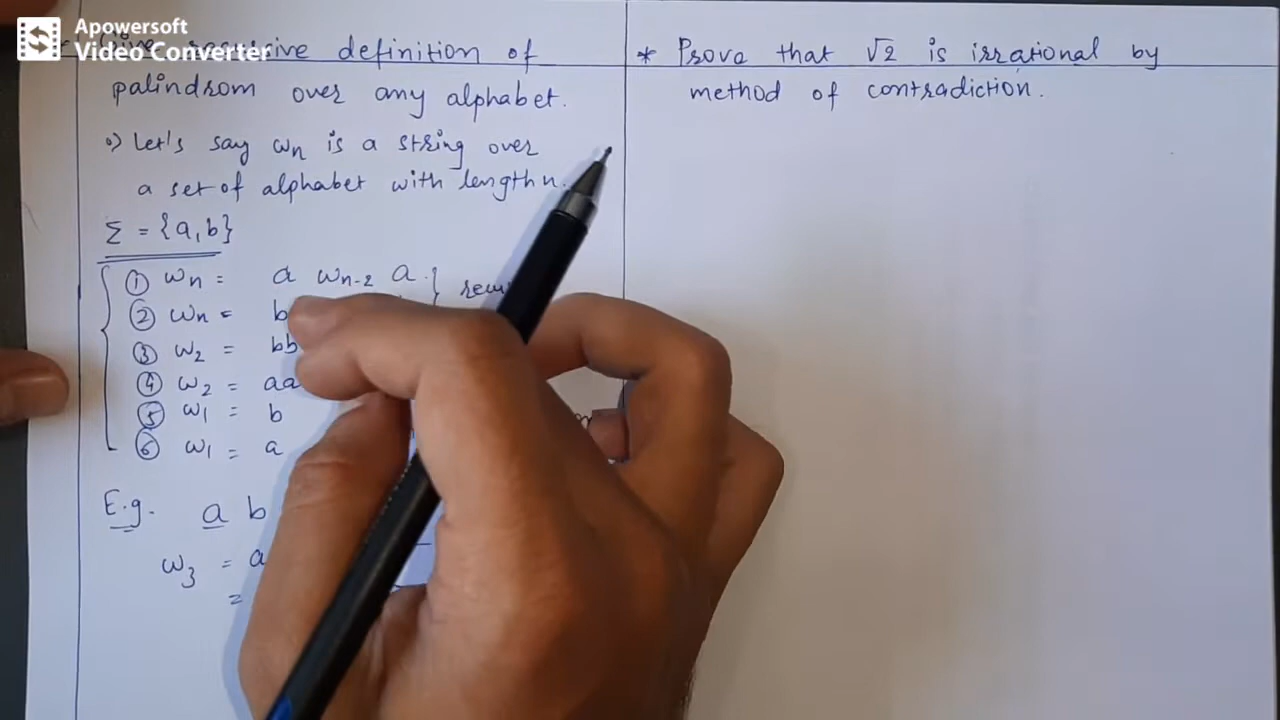 Apowersoft
Video Converter
definition of
palindrom over any alphabet.
Let's say wn is a string over
a set of alphabet with length n.
Σ = {a, b}
① wn = a wn-2 a
② wn = b
③ w2 = bb
④ w2 = aa
⑤ w1 = b
⑥ w1 = a
E.g. a b
w3 = a
=
* Prove that √2 is irrational by
method of contradiction.